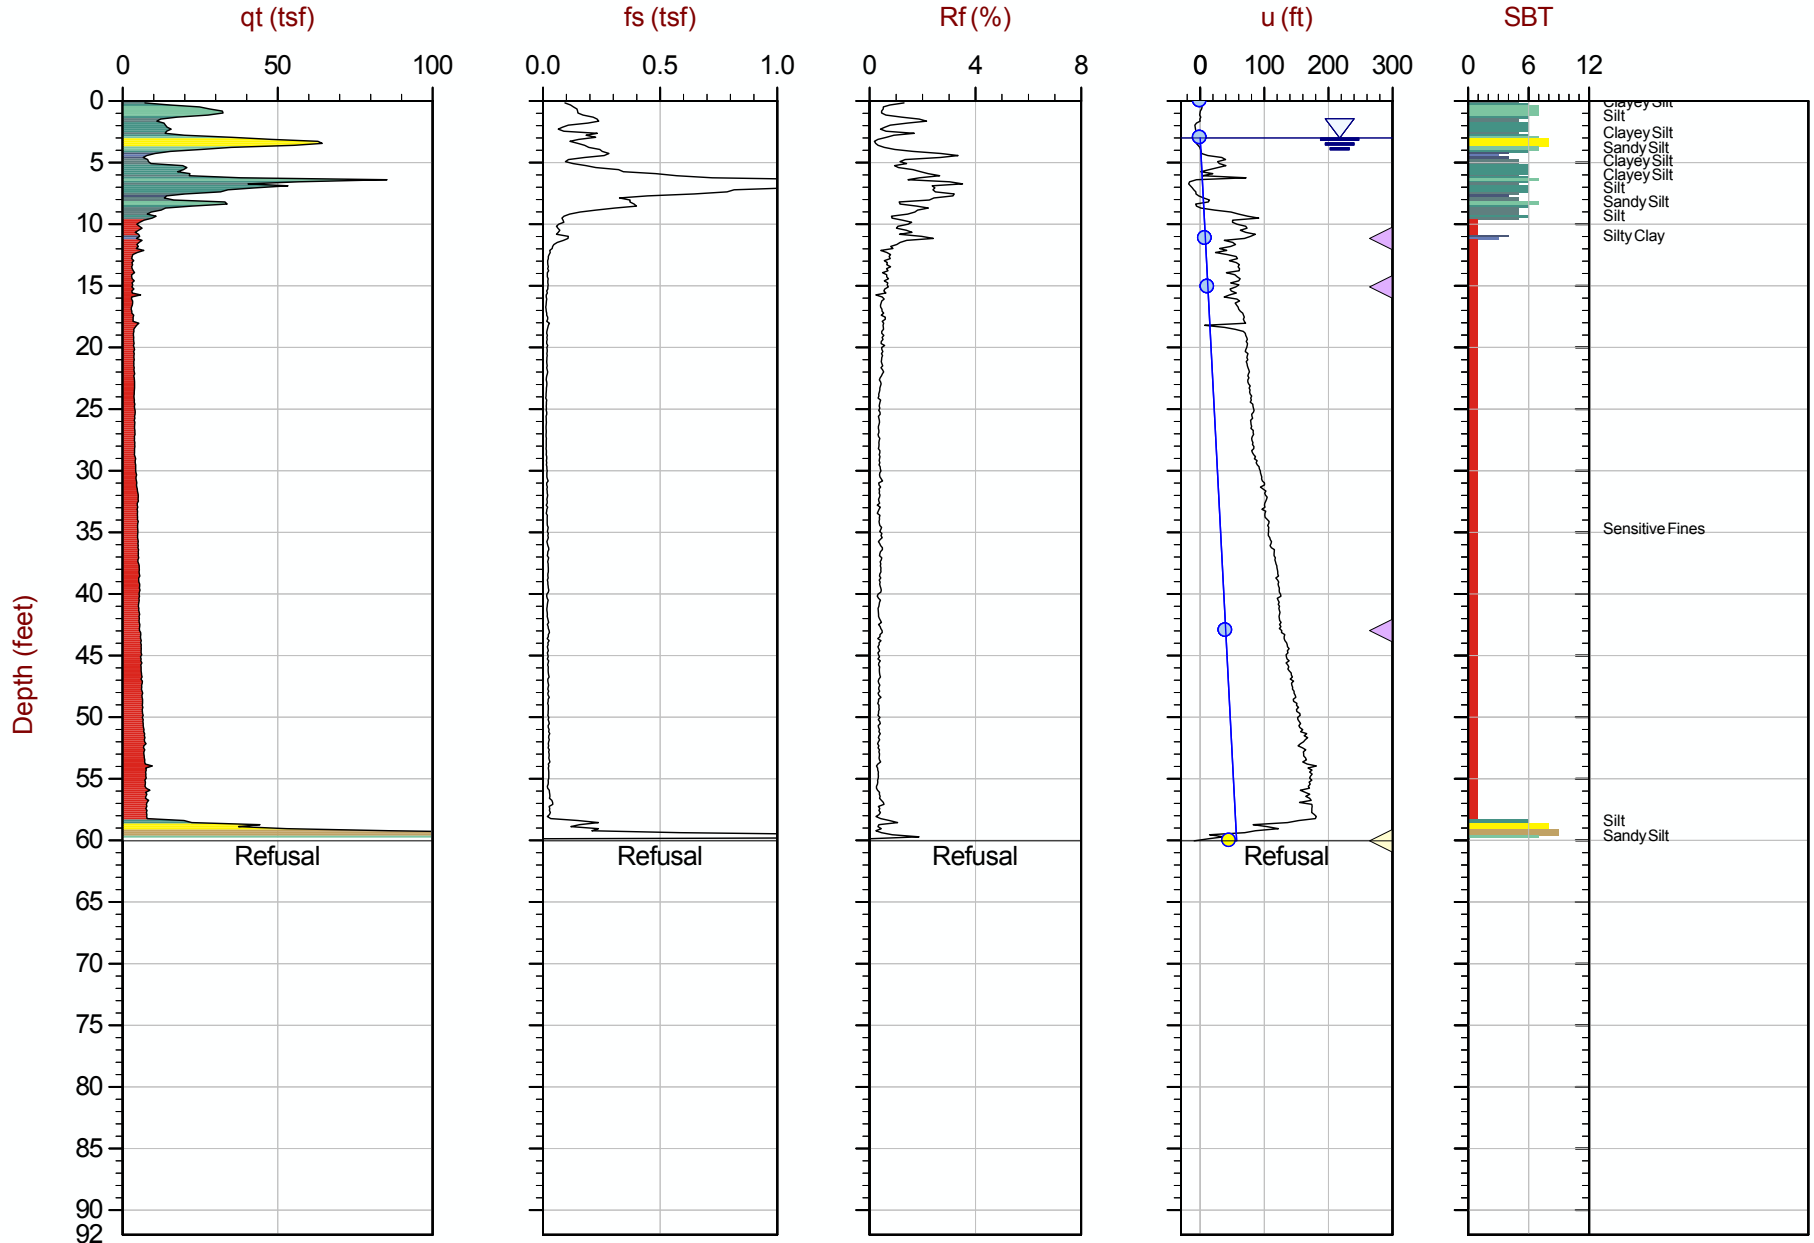 qt (tsf) fs (tsf) Rf (%) u (ft) SBT
0 50 100 0.0 0.5 1.0 0 4 8 0 100 200 300 0 6 12
0
Clayey Silt
Silt
Clayey Silt
Sandy Silt
5
Clayey Silt
Clayey Silt
Silt
Sandy Silt
10
Silt
Silty Clay
15
20
25
30
35
Sensitive Fines
40
45
50
55
Silt
60
Sandy Silt
Refusal Refusal Refusal Refusal
65
70
75
80
85
90
92
Depth (feet)